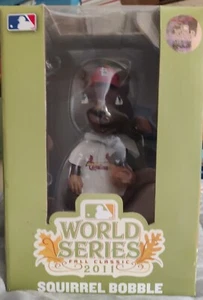 WORLD
SERIES
FALL CLASSIC
2011
SQUIRREL BOBBLE